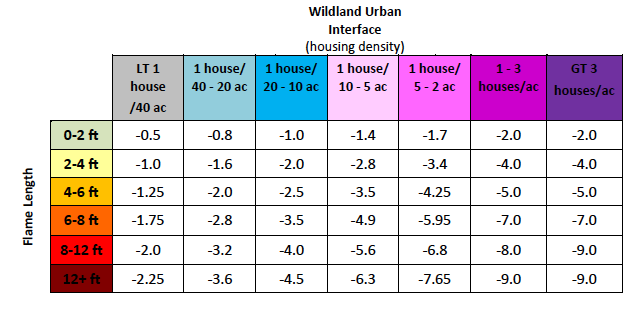 Wildland Urban
Interface
(housing density)
LT 1 house /40 ac 1 house/ 40 - 20 ac 1 house/ 20 - 10 ac 1 house/ 10 - 5 ac 1 house/ 5 - 2 ac 1 - 3 houses/ac GT 3 houses/ac
Flame Length
0-2 ft -0.5 -0.8 -1.0 -1.4 -1.7 -2.0 -2.0
2-4 ft -1.0 -1.6 -2.0 -2.8 -3.4 -4.0 -4.0
4-6 ft -1.25 -2.0 -2.5 -3.5 -4.25 -5.0 -5.0
6-8 ft -1.75 -2.8 -3.5 -4.9 -5.95 -7.0 -7.0
8-12 ft -2.0 -3.2 -4.0 -5.6 -6.8 -8.0 -9.0
12+ ft -2.25 -3.6 -4.5 -6.3 -7.65 -9.0 -9.0